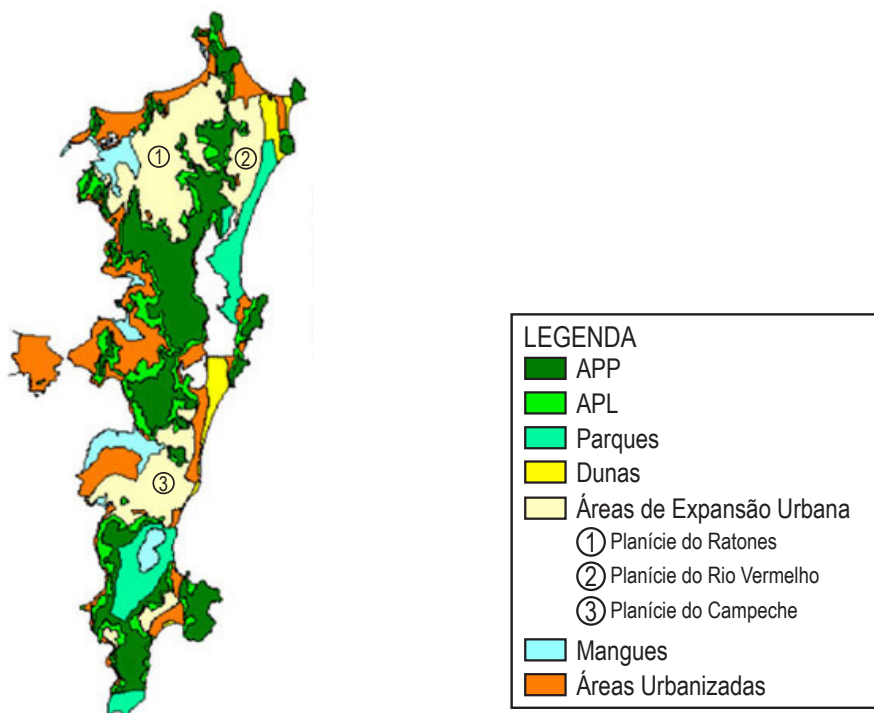 ①
②
③
LEGENDA
APP
APL
Parques
Dunas
Áreas de Expansão Urbana
① Planície do Ratones
② Planície do Rio Vermelho
③ Planície do Campeche
Mangues
Áreas Urbanizadas